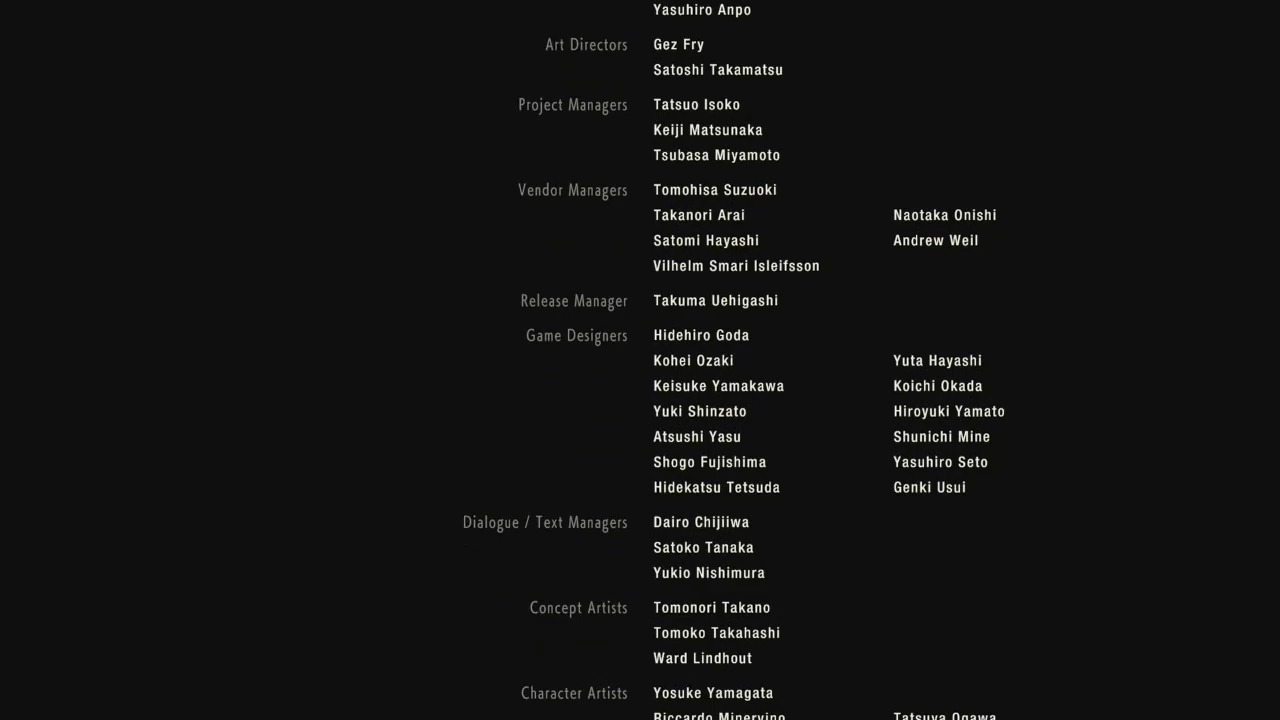 Yasuhiro Anpo
Art Directors Gez Fry
Satoshi Takamatsu
Project Managers Tatsuo Isoko
Keiji Matsunaka
Tsubasa Miyamoto
Vendor Managers Tomohisa Suzuoki
Takanori Arai Naotaka Onishi
Satomi Hayashi Andrew Weil
Vilhelm Smari Isleifsson
Release Manager Takuma Uehigashi
Game Designers Hidehiro Goda
Kohei Ozaki Yuta Hayashi
Keisuke Yamakawa Koichi Okada
Yuki Shinzato Hiroyuki Yamato
Atsushi Yasu Shunichi Mine
Shogo Fujishima Yasuhiro Seto
Hidekatsu Tetsuda Genki Usui
Dialogue / Text Managers Dairo Chijiiwa
Satoko Tanaka
Yukio Nishimura
Concept Artists Tomonori Takano
Tomoko Takahashi
Ward Lindhout
Character Artists Yosuke Yamagata
Riccardo Minervino Tatsuya Ogawa